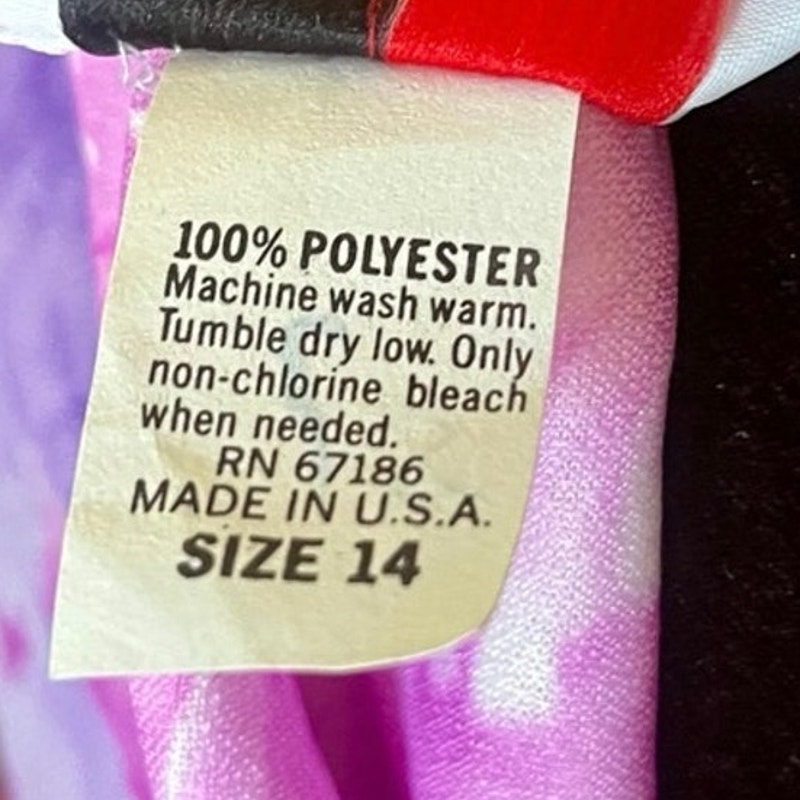 100% POLYESTER
Machine wash warm.
Tumble dry low. Only
non-chlorine bleach
when needed.
RN 67186
MADE IN U.S.A.
SIZE 14